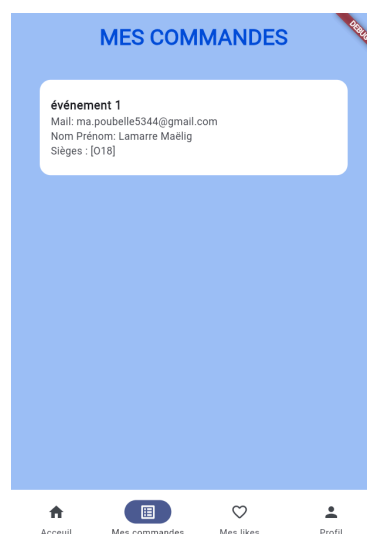 DEBUG
MES COMMANDES
événement 1
Mail: ma.poubelle5344@gmail.com
Nom Prénom: Lamarre Maëlig
Sièges : [O18]
Acceuil
Mes commandes
Mes likes
Profil